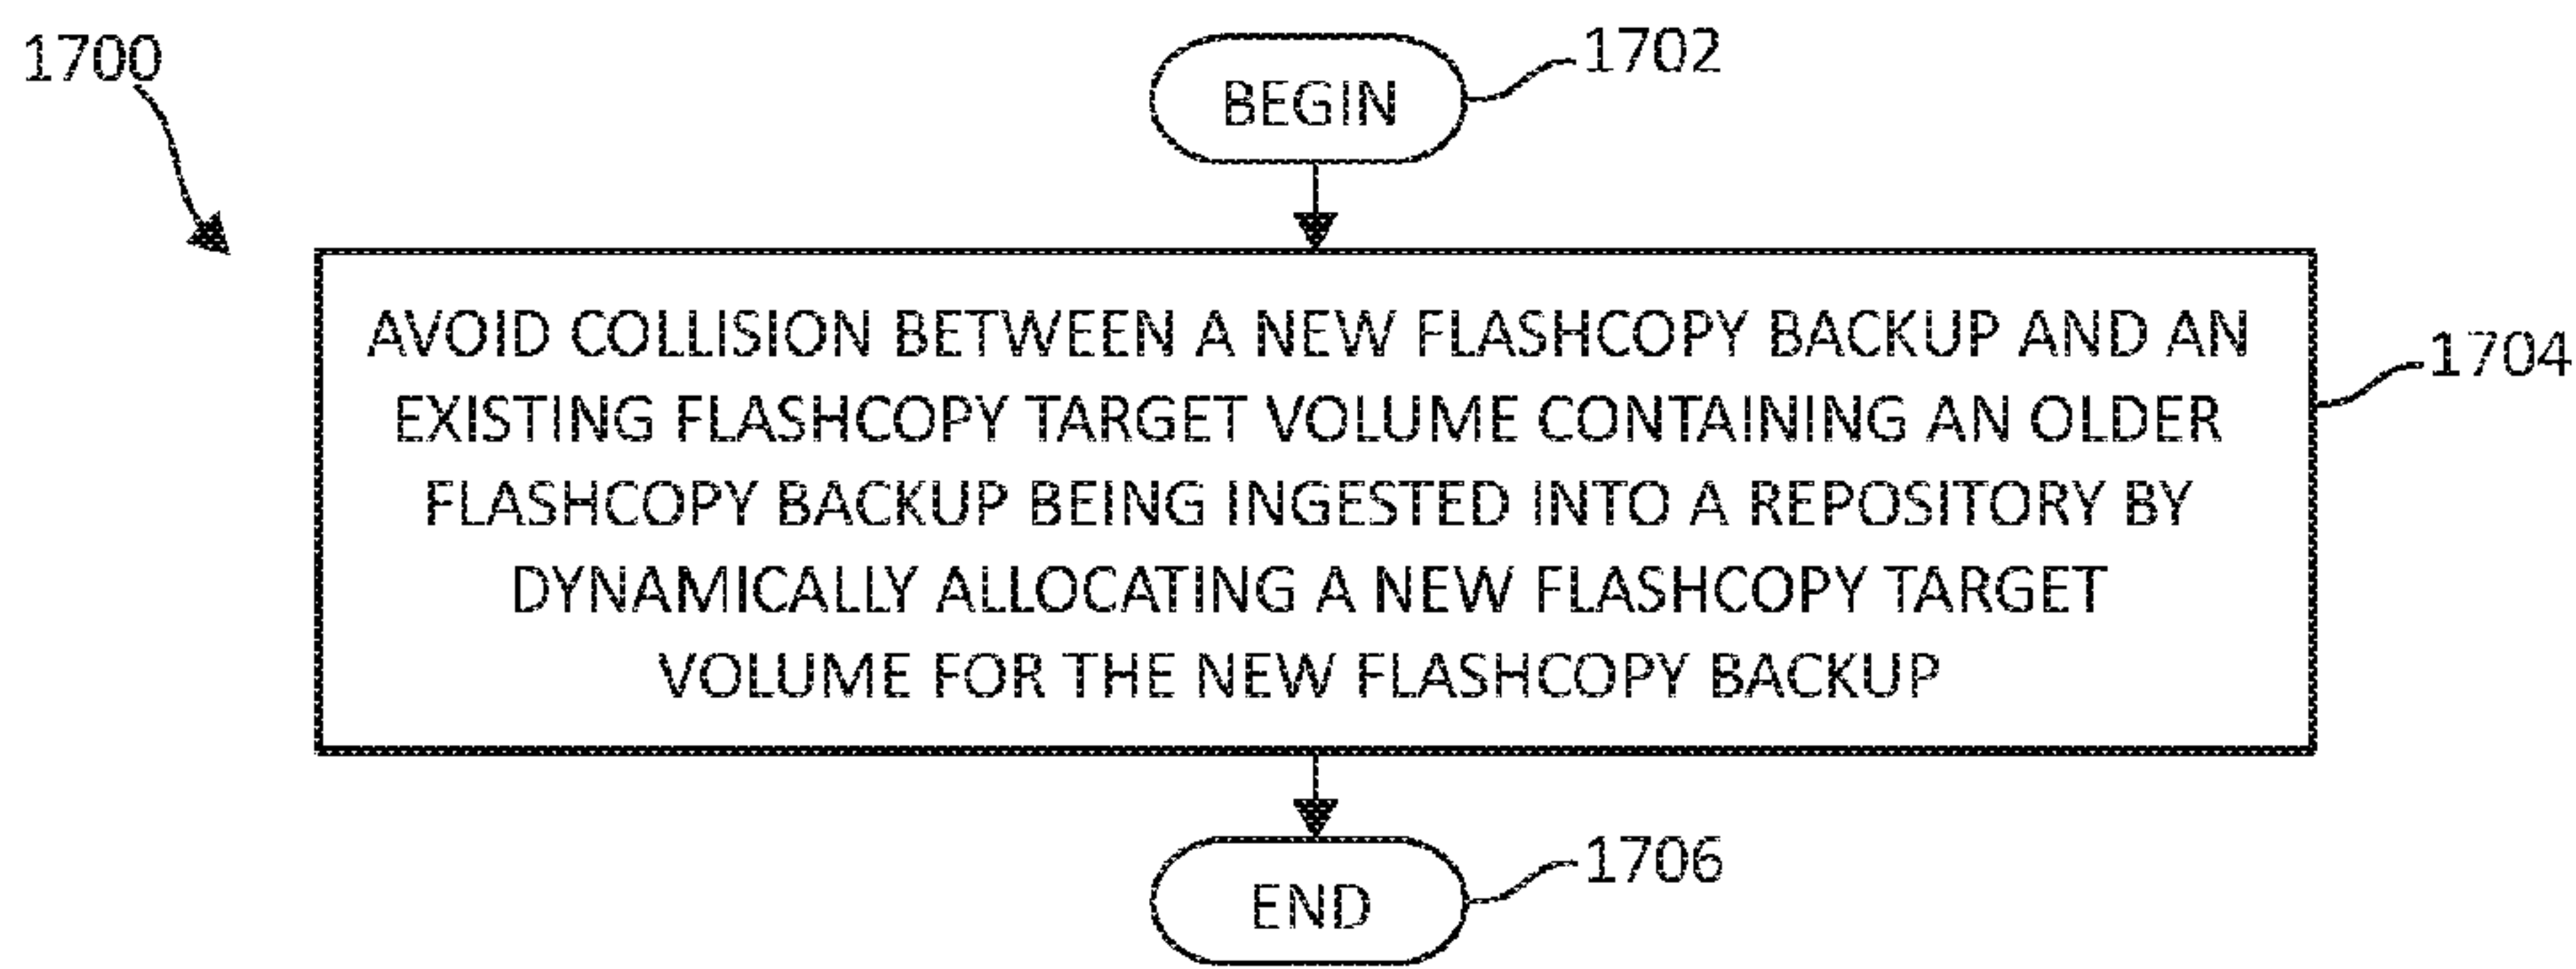 1700
BEGIN
1702
AVOID COLLISION BETWEEN A NEW FLASHCOPY BACKUP AND AN
EXISTING FLASHCOPY TARGET VOLUME CONTAINING AN OLDER
FLASHCOPY BACKUP BEING INGESTED INTO A REPOSITORY BY
DYNAMICALLY ALLOCATING A NEW FLASHCOPY TARGET
VOLUME FOR THE NEW FLASHCOPY BACKUP
1704
END
1706